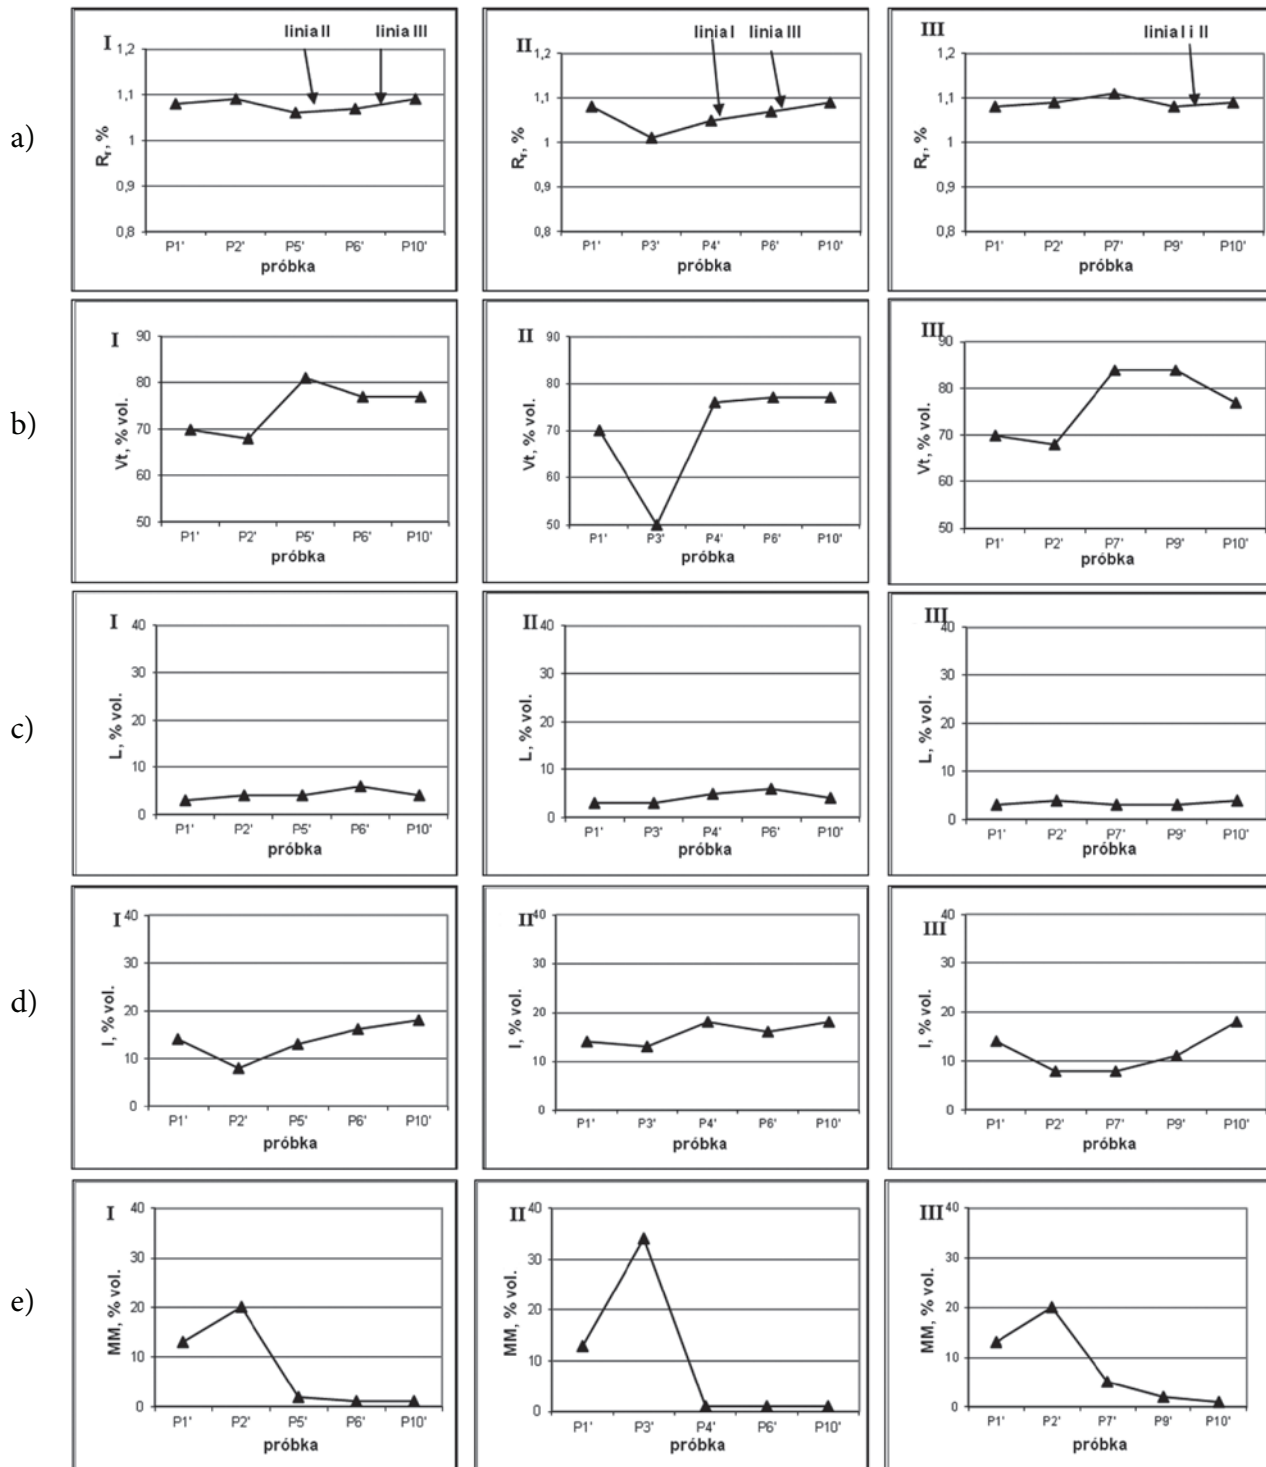 a)
I
linia II linia III
1,2
1,1
1
0,9
0,8
Rr, %
P1' P2' P5' P6' P10'
próbka
II
linia I linia III
1,2
1,1
1
0,9
0,8
Rr, %
P1' P3' P4' P6' P10'
próbka
III
linia I i II
1,2
1,1
1
0,9
0,8
Rr, %
P1' P2' P7' P9' P10'
próbka
b)
I
90
80
70
60
50
Vt, % vol.
P1' P2' P5' P6' P10'
próbka
II
90
80
70
60
50
Vt, % vol.
P1' P3' P4' P6' P10'
próbka
III
90
80
70
60
50
Vt, % vol.
P1' P2' P7' P9' P10'
próbka
c)
I
40
30
20
10
0
L, % vol.
P1' P2' P5' P6' P10'
próbka
II
40
30
20
10
0
L, % vol.
P1' P3' P4' P6' P10'
próbka
III
40
30
20
10
0
L, % vol.
P1' P2' P7' P9' P10'
próbka
d)
I
40
30
20
10
0
I, % vol.
P1' P2' P5' P6' P10'
próbka
II
40
30
20
10
0
I, % vol.
P1' P3' P4' P6' P10'
próbka
III
40
30
20
10
0
I, % vol.
P1' P2' P7' P9' P10'
próbka
e)
I
40
30
20
10
0
MM, % vol.
P1' P2' P5' P6' P10'
próbka
II
40
30
20
10
0
MM, % vol.
P1' P3' P4' P6' P10'
próbka
III
40
30
20
10
0
MM, % vol.
P1' P2' P7' P9' P10'
próbka